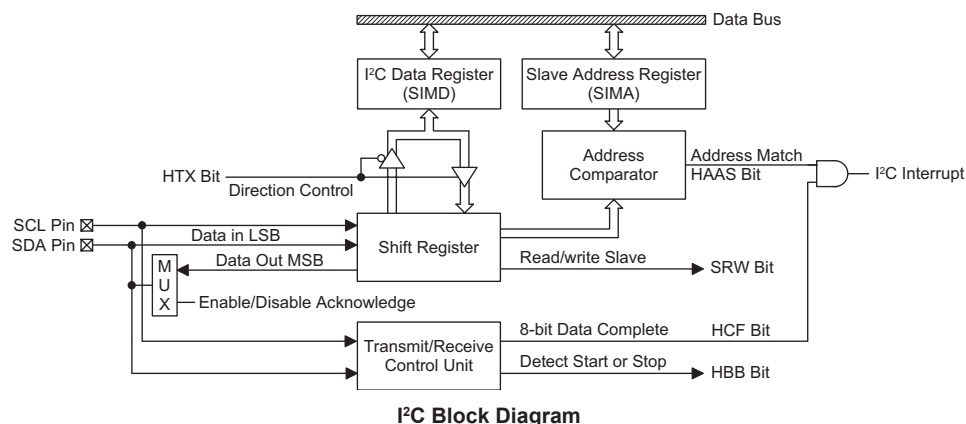 Data Bus
I²C Data Register
(SIMD)
Slave Address Register
(SIMA)
HTX Bit
Direction Control
Address
Comparator
Address Match
HAAS Bit
I²C Interrupt
SCL Pin
SDA Pin
Data in LSB
Shift Register
Data Out MSB
Read/write Slave
SRW Bit
M
U
X
Enable/Disable Acknowledge
Transmit/Receive
Control Unit
8-bit Data Complete
HCF Bit
Detect Start or Stop
HBB Bit
I²C Block Diagram